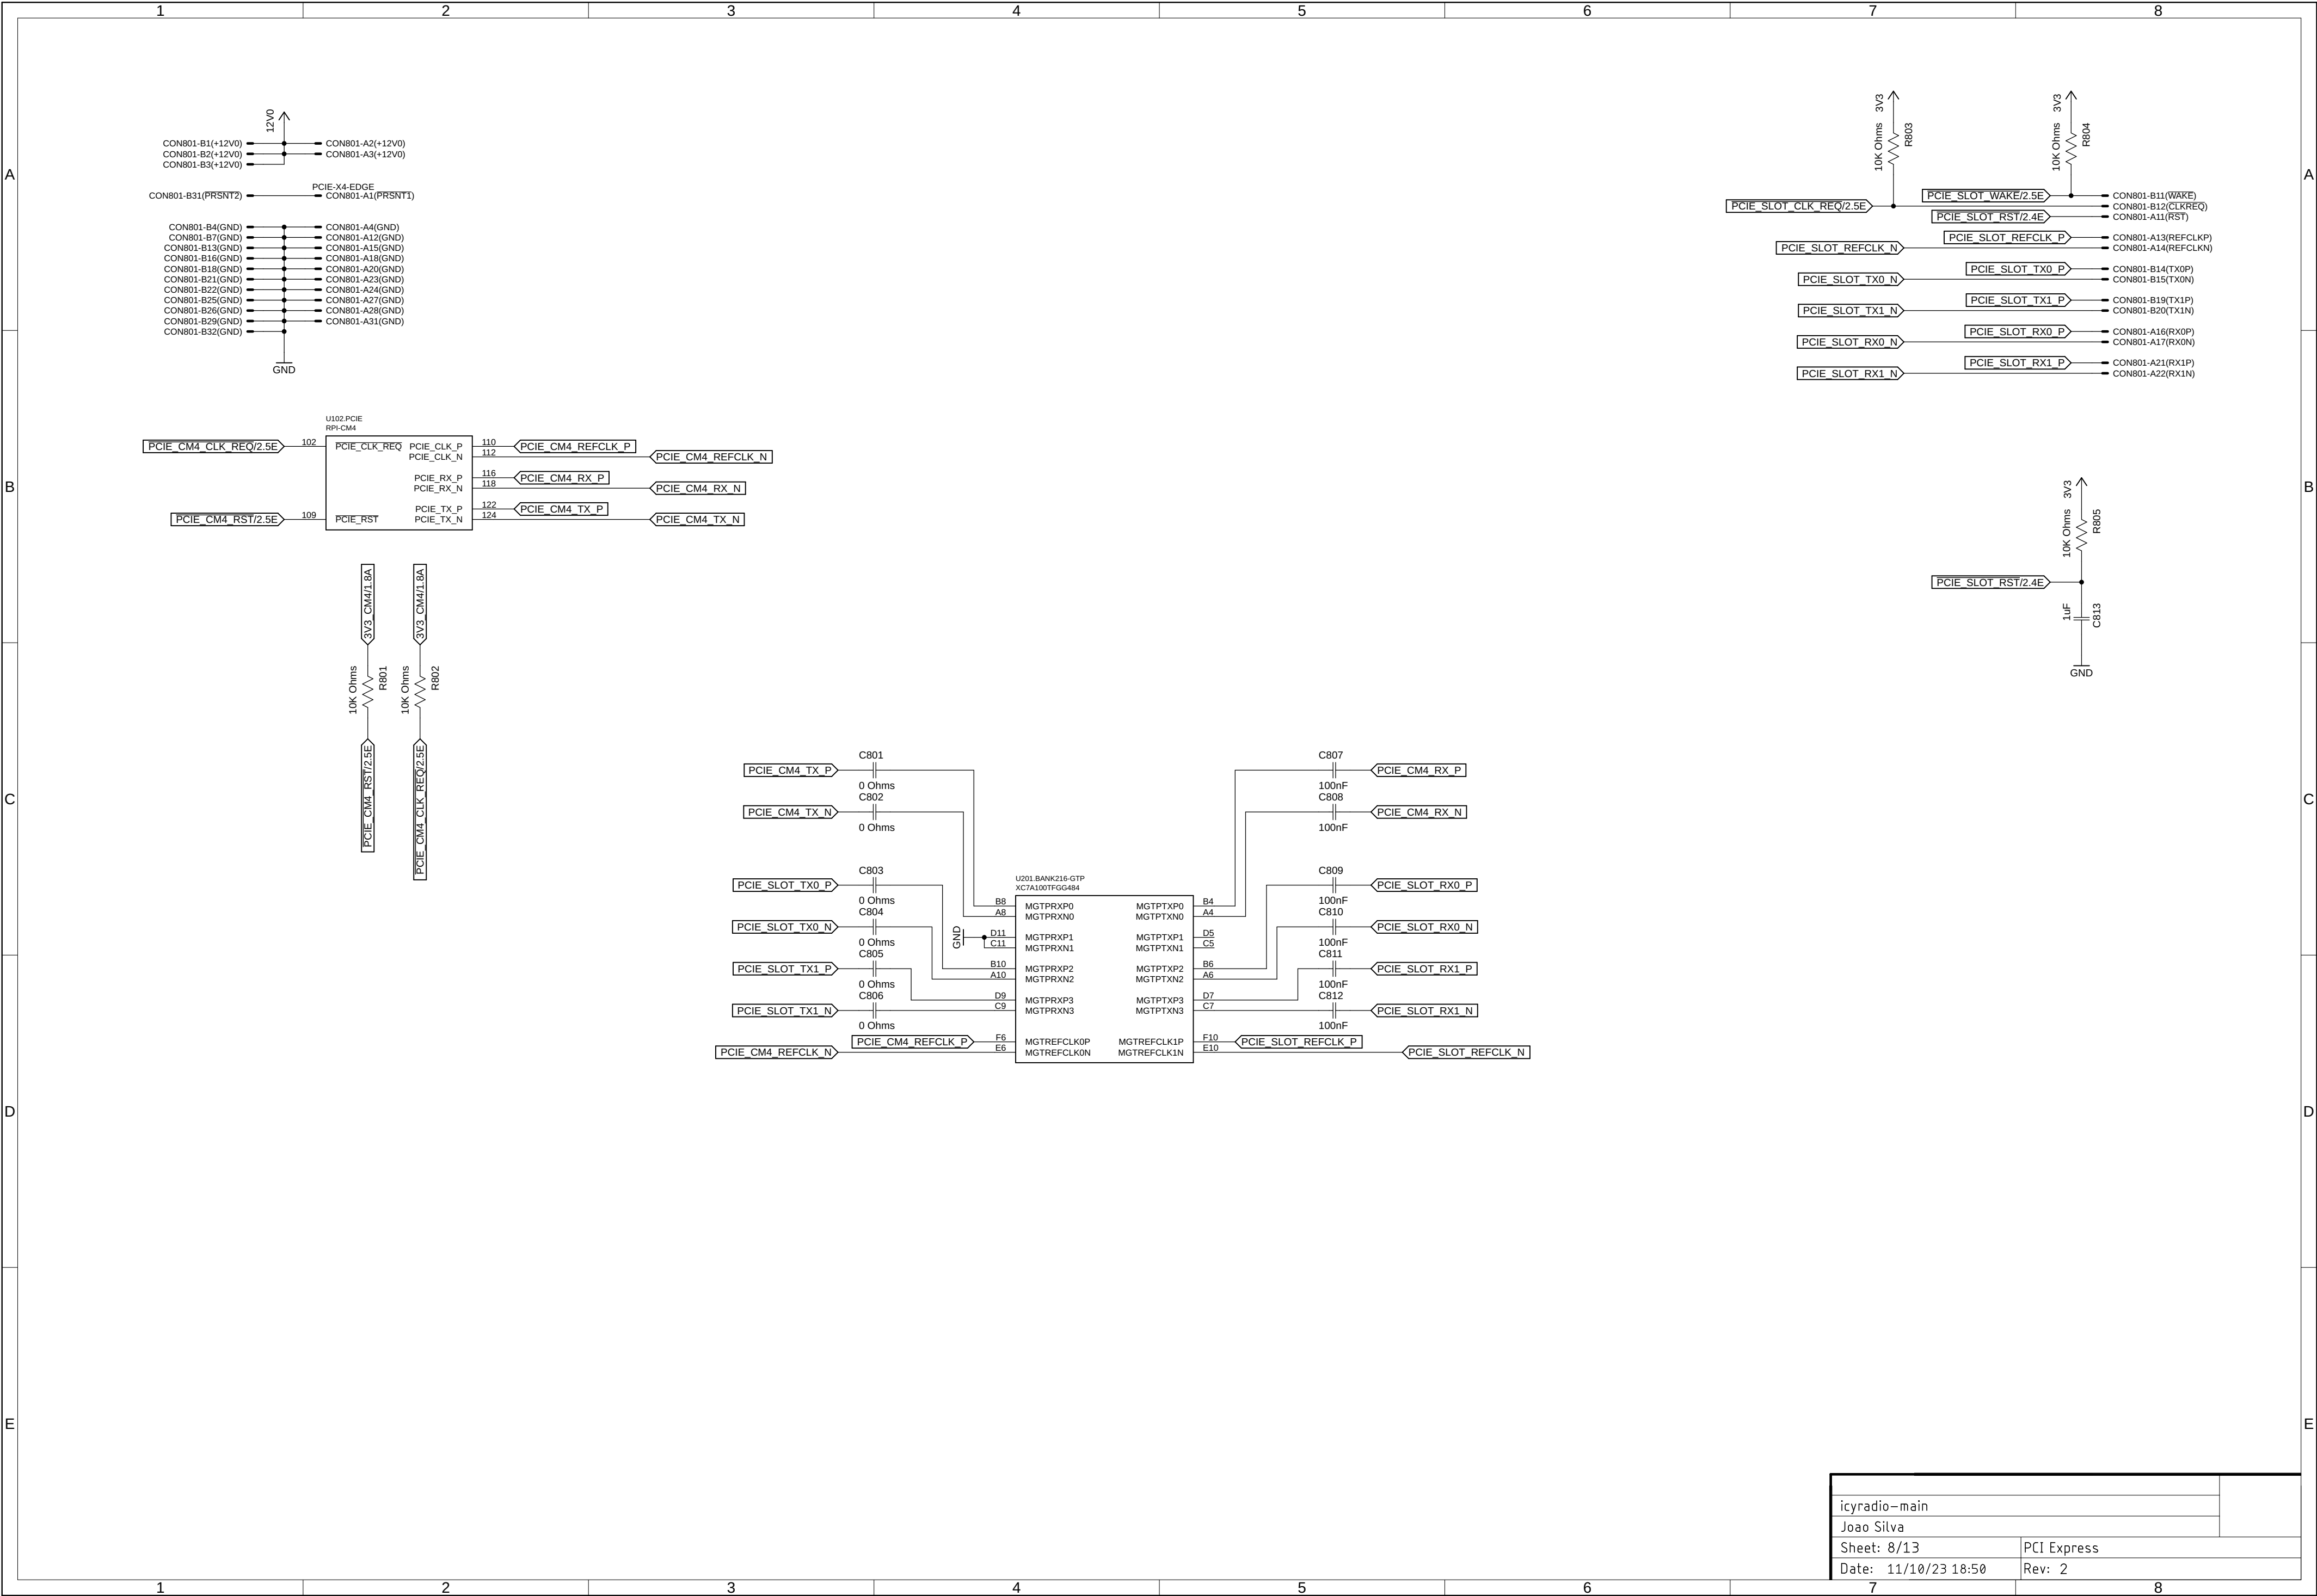 1 2 3 4 5 6 7 8
A
A
12V0
CON801-B1(+12V0) CON801-A2(+12V0)
CON801-B2(+12V0) CON801-A3(+12V0)
CON801-B3(+12V0)
PCIE-X4-EDGE
CON801-B31(PRSNT2) CON801-A1(PRSNT1)
CON801-B4(GND) CON801-A4(GND)
CON801-B7(GND) CON801-A12(GND)
CON801-B13(GND) CON801-A15(GND)
CON801-B16(GND) CON801-A18(GND)
CON801-B18(GND) CON801-A20(GND)
CON801-B21(GND) CON801-A23(GND)
CON801-B22(GND) CON801-A24(GND)
CON801-B25(GND) CON801-A27(GND)
CON801-B26(GND) CON801-A28(GND)
CON801-B29(GND) CON801-A31(GND)
CON801-B32(GND)
GND
3V3
10K Ohms
R803
3V3
10K Ohms
R804
PCIE_SLOT_WAKE/2.5E CON801-B11(WAKE)
PCIE_SLOT_CLK_REQ/2.5E CON801-B12(CLKREQ)
PCIE_SLOT_RST/2.4E CON801-A11(RST)
PCIE_SLOT_REFCLK_P CON801-A13(REFCLKP)
PCIE_SLOT_REFCLK_N CON801-A14(REFCLKN)
PCIE_SLOT_TX0_P CON801-B14(TX0P)
PCIE_SLOT_TX0_N CON801-B15(TX0N)
PCIE_SLOT_TX1_P CON801-B19(TX1P)
PCIE_SLOT_TX1_N CON801-B20(TX1N)
PCIE_SLOT_RX0_P CON801-A16(RX0P)
PCIE_SLOT_RX0_N CON801-A17(RX0N)
PCIE_SLOT_RX1_P CON801-A21(RX1P)
PCIE_SLOT_RX1_N CON801-A22(RX1N)
B
B
U102.PCIE
RPI-CM4
PCIE_CM4_CLK_REQ/2.5E 102 PCIE_CLK_REQ PCIE_CLK_P 110 PCIE_CM4_REFCLK_P
PCIE_CLK_N 112 PCIE_CM4_REFCLK_N
PCIE_RX_P 116 PCIE_CM4_RX_P
PCIE_RX_N 118 PCIE_CM4_RX_N
PCIE_TX_P 122 PCIE_CM4_TX_P
PCIE_CM4_RST/2.5E 109 PCIE_RST PCIE_TX_N 124 PCIE_CM4_TX_N
3V3
10K Ohms
R805
PCIE_SLOT_RST/2.4E
1uF
C813
GND
3V3_CM4/1.8A
10K Ohms
R801
PCIE_CM4_RST/2.5E
3V3_CM4/1.8A
10K Ohms
R802
PCIE_CM4_CLK_REQ/2.5E
C
C
C801 C807
PCIE_CM4_TX_P PCIE_CM4_RX_P
0 Ohms 100nF
C802 C808
PCIE_CM4_TX_N PCIE_CM4_RX_N
0 Ohms 100nF
C803 C809
PCIE_SLOT_TX0_P PCIE_SLOT_RX0_P
0 Ohms 100nF
C804 C810
PCIE_SLOT_TX0_N PCIE_SLOT_RX0_N
0 Ohms 100nF
C805 C811
PCIE_SLOT_TX1_P PCIE_SLOT_RX1_P
0 Ohms 100nF
C806 C812
PCIE_SLOT_TX1_N PCIE_SLOT_RX1_N
0 Ohms 100nF
U201.BANK216-GTP
XC7A100TFGG484
B8 MGTPRXP0 MGTPTXP0 B4
A8 MGTPRXN0 MGTPTXN0 A4
GND
D11 MGTPRXP1 MGTPTXP1 D5
C11 MGTPRXN1 MGTPTXN1 C5
B10 MGTPRXP2 MGTPTXP2 B6
A10 MGTPRXN2 MGTPTXN2 A6
D9 MGTPRXP3 MGTPTXP3 D7
C9 MGTPRXN3 MGTPTXN3 C7
PCIE_CM4_REFCLK_P F6 MGTREFCLK0P MGTREFCLK1P F10 PCIE_SLOT_REFCLK_P
PCIE_CM4_REFCLK_N E6 MGTREFCLK0N MGTREFCLK1N E10 PCIE_SLOT_REFCLK_N
D
D
E
E
icyradio-main
Joao Silva
Sheet: 8/13 PCI Express
Date: 11/10/23 18:50 Rev: 2
1 2 3 4 5 6 7 8